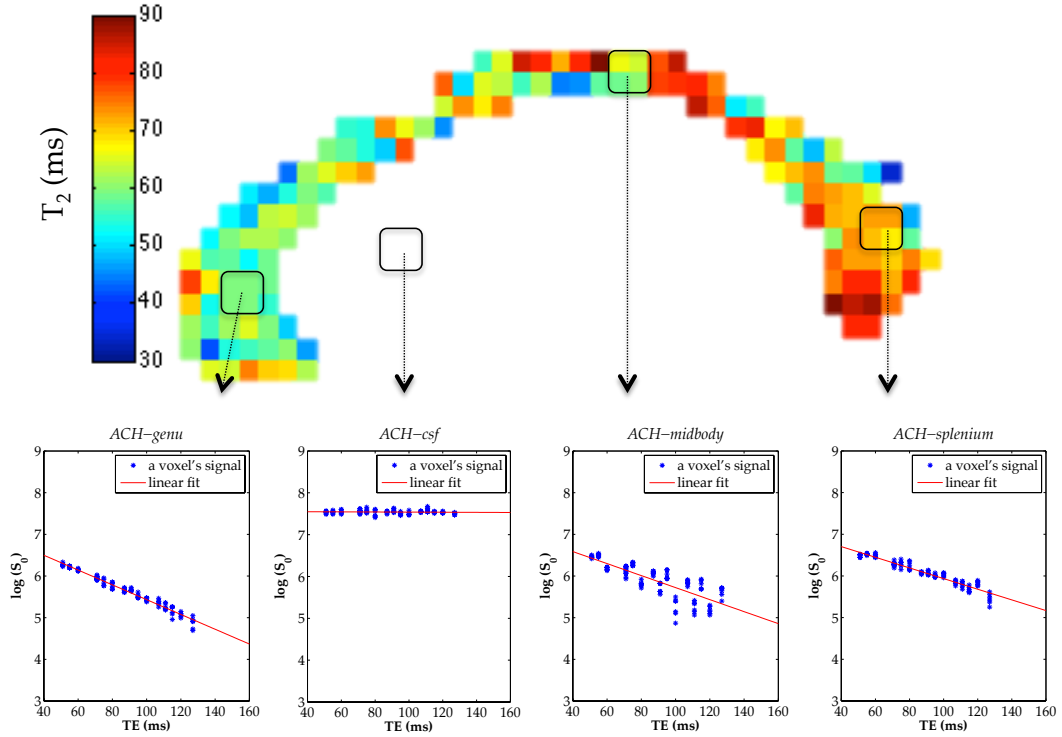 T2 (ms)
90
80
70
60
50
40
30
ACH−genu
ACH−csf
ACH−midbody
ACH−splenium
9
8
7
6
5
4
3
log (S0)
a voxel's signal
linear fit
40 60 80 100 120 140 160
TE (ms)
9
8
7
6
5
4
3
log (S0)
a voxel's signal
linear fit
40 60 80 100 120 140 160
TE (ms)
9
8
7
6
5
4
3
log (S0)
a voxel's signal
linear fit
40 60 80 100 120 140 160
TE (ms)
9
8
7
6
5
4
3
log (S0)
a voxel's signal
linear fit
40 60 80 100 120 140 160
TE (ms)